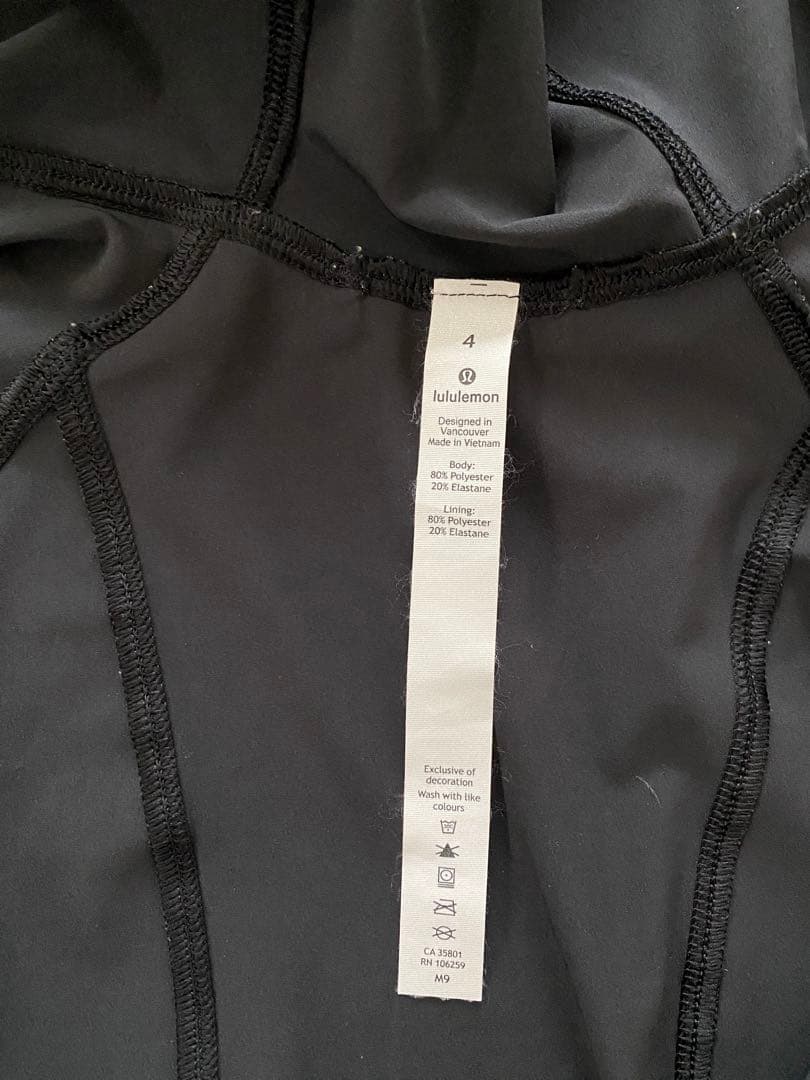 4
lululemon
Designed in
Vancouver
Made in Vietnam
Body:
80% Polyester
20% Elastane
Lining:
80% Polyester
20% Elastane
Exclusive of
decoration
Wash with like
colours
CA 35801
RN 106259
M9